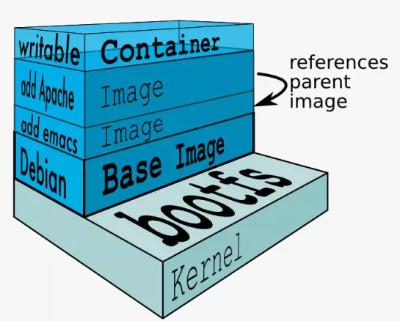 writable Container
add Apache Image
add emacs Image
Debian Base Image
bootfs
Kernel
references
parent
image